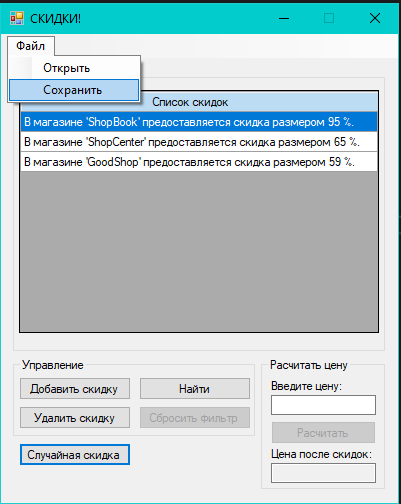 СКИДКИ!
Файл
Открыть
Сохранить
Список скидок
В магазине 'ShopBook' предоставляется скидка размером 95 %.
В магазине 'ShopCenter' предоставляется скидка размером 65 %.
В магазине 'GoodShop' предоставляется скидка размером 59 %.
Управление
Добавить скидку
Найти
Удалить скидку
Сбросить фильтр
Случайная скидка
Расчитать цену
Введите цену:
Расчитать
Цена после скидок: